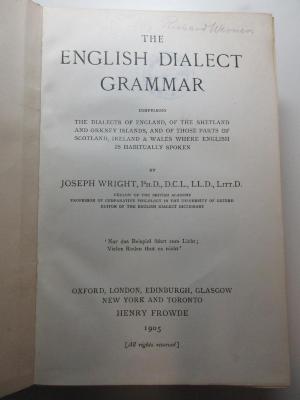 Richard Werner
THE
ENGLISH DIALECT
GRAMMAR
COMPRISING
THE DIALECTS OF ENGLAND, OF THE SHETLAND
AND ORKNEY ISLANDS, AND OF THOSE PARTS OF
SCOTLAND, IRELAND & WALES WHERE ENGLISH
IS HABITUALLY SPOKEN
BY
JOSEPH WRIGHT, PH.D., D.C.L., LL.D., LITT.D.
FELLOW OF THE BRITISH ACADEMY
PROFESSOR OF COMPARATIVE PHILOLOGY IN THE UNIVERSITY OF OXFORD
EDITOR OF THE ENGLISH DIALECT DICTIONARY
'Nur das Beispiel führt zum Licht;
Vieles Reden thut es nicht'
OXFORD, LONDON, EDINBURGH, GLASGOW
NEW YORK AND TORONTO
HENRY FROWDE
1905
[All rights reserved]